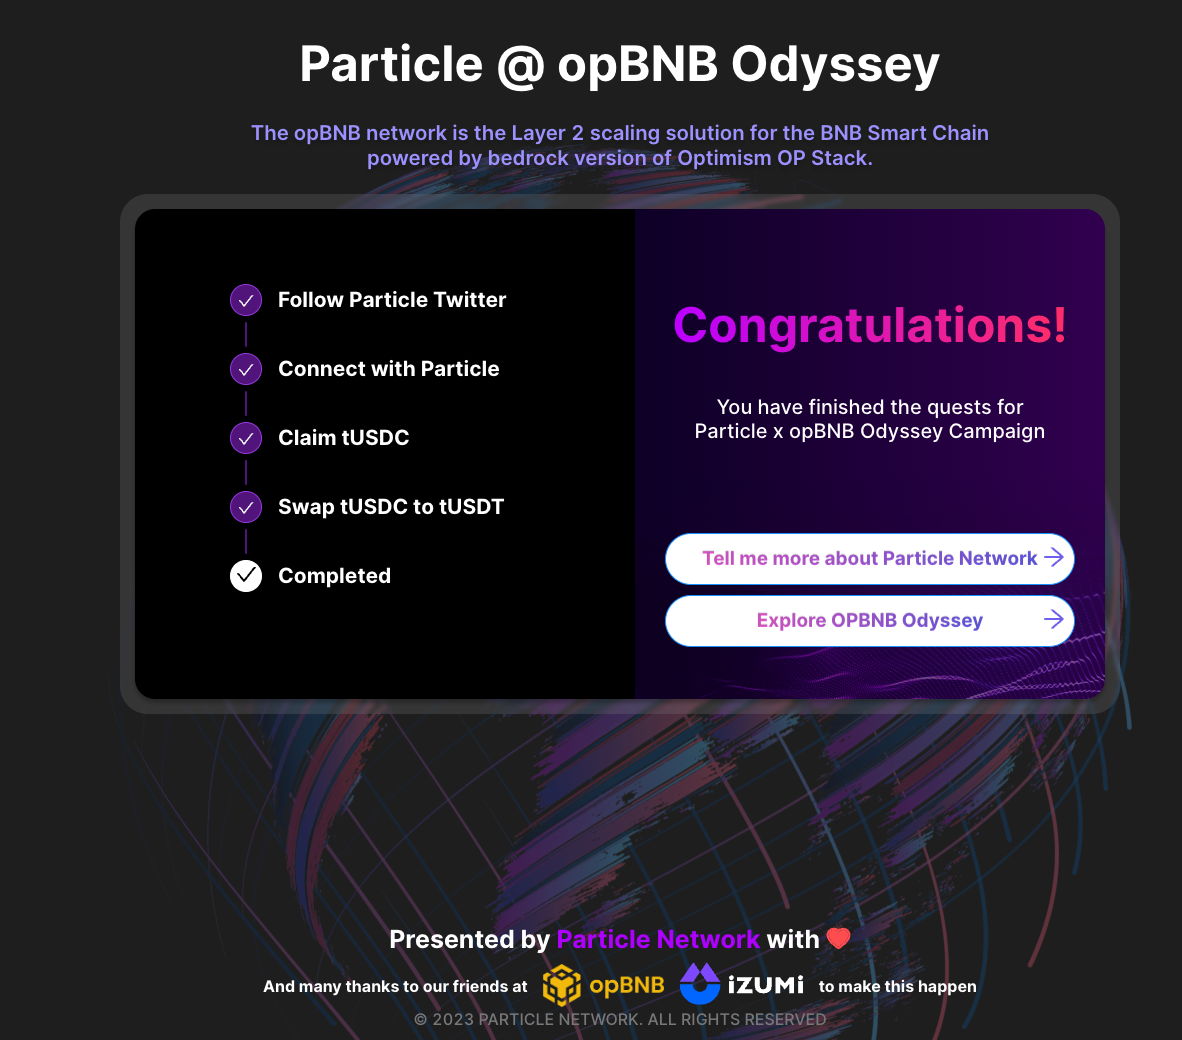 Particle @ opBNB Odyssey
The opBNB network is the Layer 2 scaling solution for the BNB Smart Chain
powered by bedrock version of Optimism OP Stack.
Follow Particle Twitter
Connect with Particle
Claim tUSDC
Swap tUSDC to tUSDT
Completed
Congratulations!
You have finished the quests for
Particle x opBNB Odyssey Campaign
Tell me more about Particle Network
Explore OPBNB Odyssey
Presented by Particle Network with
And many thanks to our friends at opBNB iZUMi to make this happen
© 2023 PARTICLE NETWORK. ALL RIGHTS RESERVED